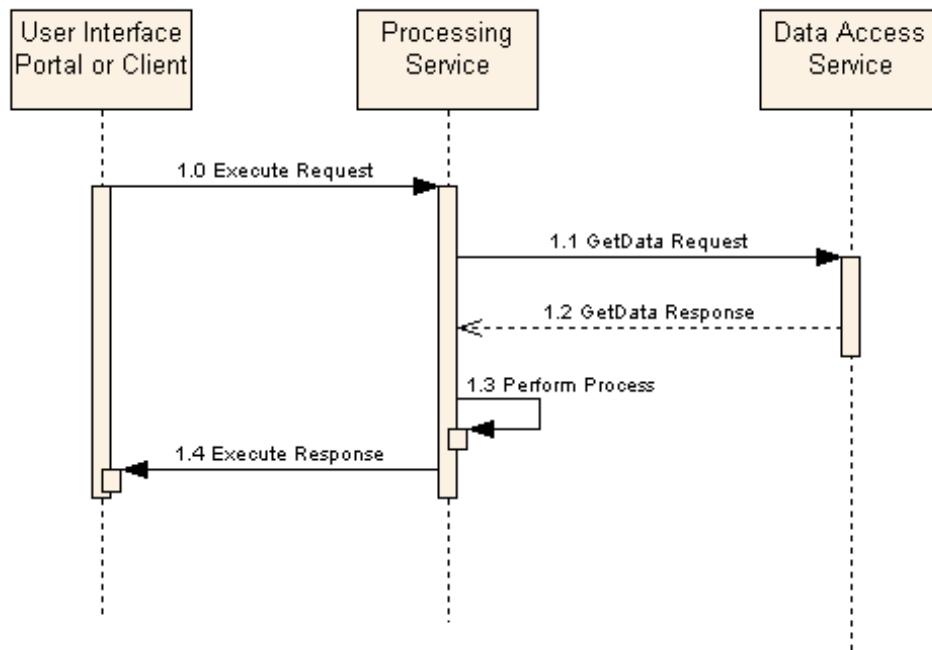 User Interface
Portal or Client
Processing
Service
Data Access
Service
1.0 Execute Request
1.1 GetData Request
1.2 GetData Response
1.3 Perform Process
1.4 Execute Response